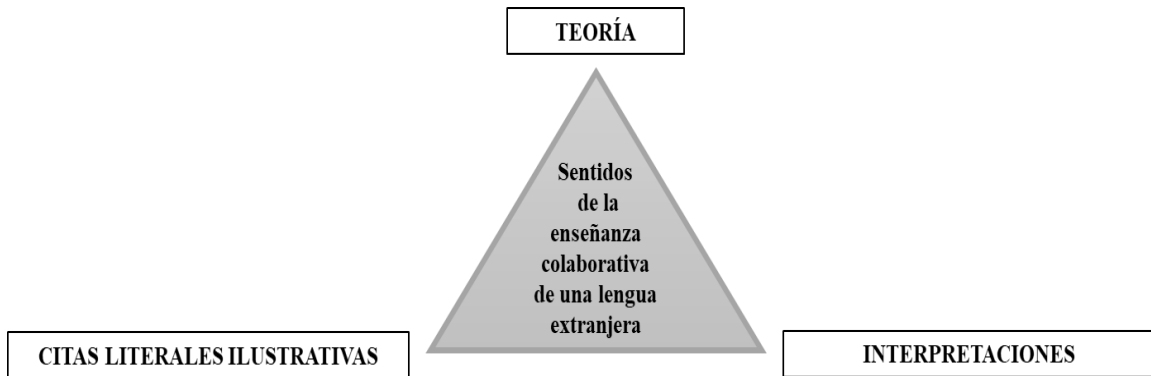 TEORÍA
Sentidos
de la
enseñanza
colaborativa
de una lengua
extranjera
CITAS LITERALES ILUSTRATIVAS
INTERPRETACIONES